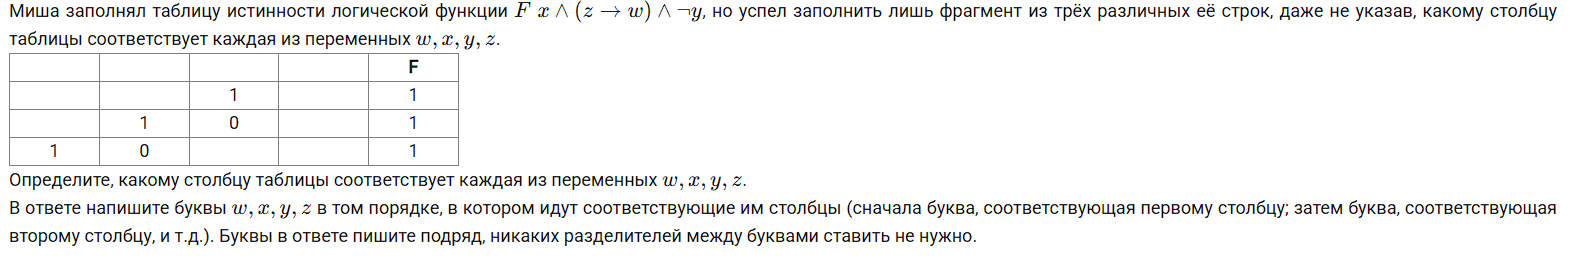 Миша заполнял таблицу истинности логической функции F x ∧ (z → w) ∧ ¬y, но успел заполнить лишь фрагмент из трёх различных её строк, даже не указав, какому столбцу
таблицы соответствует каждая из переменных w, x, y, z.
F
1 1
1 0 1
1 0 1
Определите, какому столбцу таблицы соответствует каждая из переменных w, x, y, z.
В ответе напишите буквы w, x, y, z в том порядке, в котором идут соответствующие им столбцы (сначала буква, соответствующая первому столбцу; затем буква, соответствующая
второму столбцу, и т.д.). Буквы в ответе пишите подряд, никаких разделителей между буквами ставить не нужно.